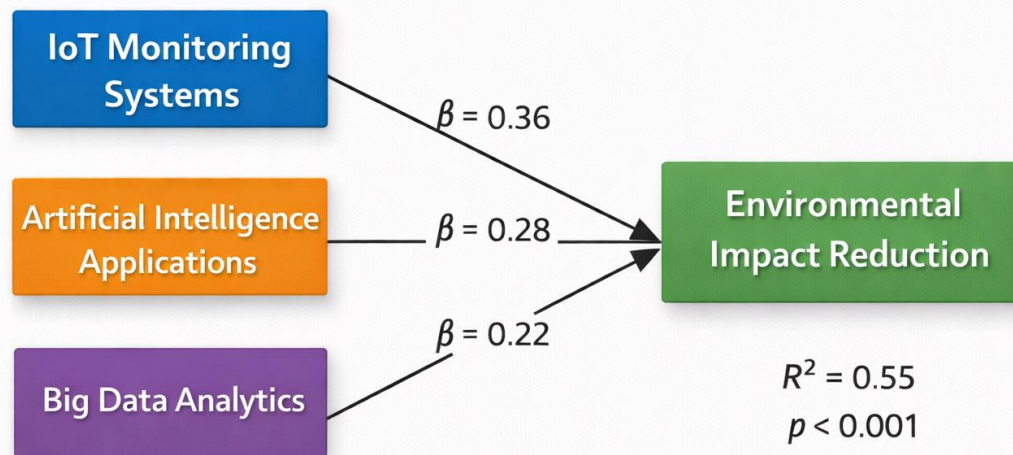 IoT Monitoring
Systems
β = 0.36
Artificial Intelligence
Applications
β = 0.28
Environmental
Impact Reduction
β = 0.22
Big Data Analytics
R² = 0.55
p < 0.001